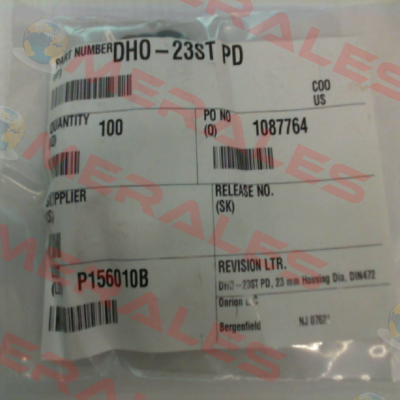 PART NUMBER DHO-23ST PD
COO
US
QUANTITY 100
PO NO
(Q) 1087764
SUPPLIER
RELEASE NO.
(SK)
P156010B
REVISION LTR.
DHO-23ST PD, 23 mm Housing Dia, DIN472
Bergenfield NJ
OMERALES